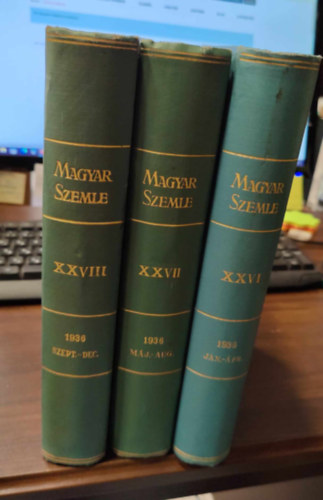 MAGYAR
SZEMLE
XXVIII
1936
SZEPT.-DEC.
MAGYAR
SZEMLE
XXVII
1936
MÁJ.-AUG.
MAGYAR
SZEMLE
XXVI
1936
JAN.-ÁPR.